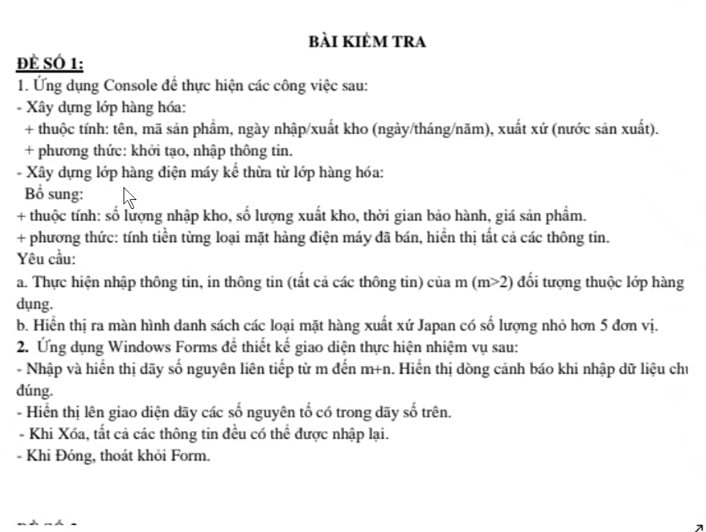 BÀI KIỂM TRA
ĐỀ SỐ 1:
1. Ứng dụng Console để thực hiện các công việc sau:
- Xây dựng lớp hàng hóa:
+ thuộc tính: tên, mã sản phẩm, ngày nhập/xuất kho (ngày/tháng/năm), xuất xứ (nước sản xuất).
+ phương thức: khởi tạo, nhập thông tin.
- Xây dựng lớp hàng điện máy kế thừa từ lớp hàng hóa:
Bổ sung:
+ thuộc tính: số lượng nhập kho, số lượng xuất kho, thời gian bảo hành, giá sản phẩm.
+ phương thức: tính tiền từng loại mặt hàng điện máy đã bán, hiển thị tất cả các thông tin.
Yêu cầu:
a. Thực hiện nhập thông tin, in thông tin (tất cả các thông tin) của m (m>2) đối tượng thuộc lớp hàng
dụng.
b. Hiển thị ra màn hình danh sách các loại mặt hàng xuất xứ Japan có số lượng nhỏ hơn 5 đơn vị.
2. Ứng dụng Windows Forms để thiết kế giao diện thực hiện nhiệm vụ sau:
- Nhập và hiển thị dãy số nguyên liên tiếp từ m đến m+n. Hiển thị dòng cảnh báo khi nhập dữ liệu
đúng.
- Hiển thị lên giao diện dãy các số nguyên tố có trong dãy số trên.
- Khi Xóa, tất cả các thông tin đều có thể được nhập lại.
- Khi Đóng, thoát khỏi Form.